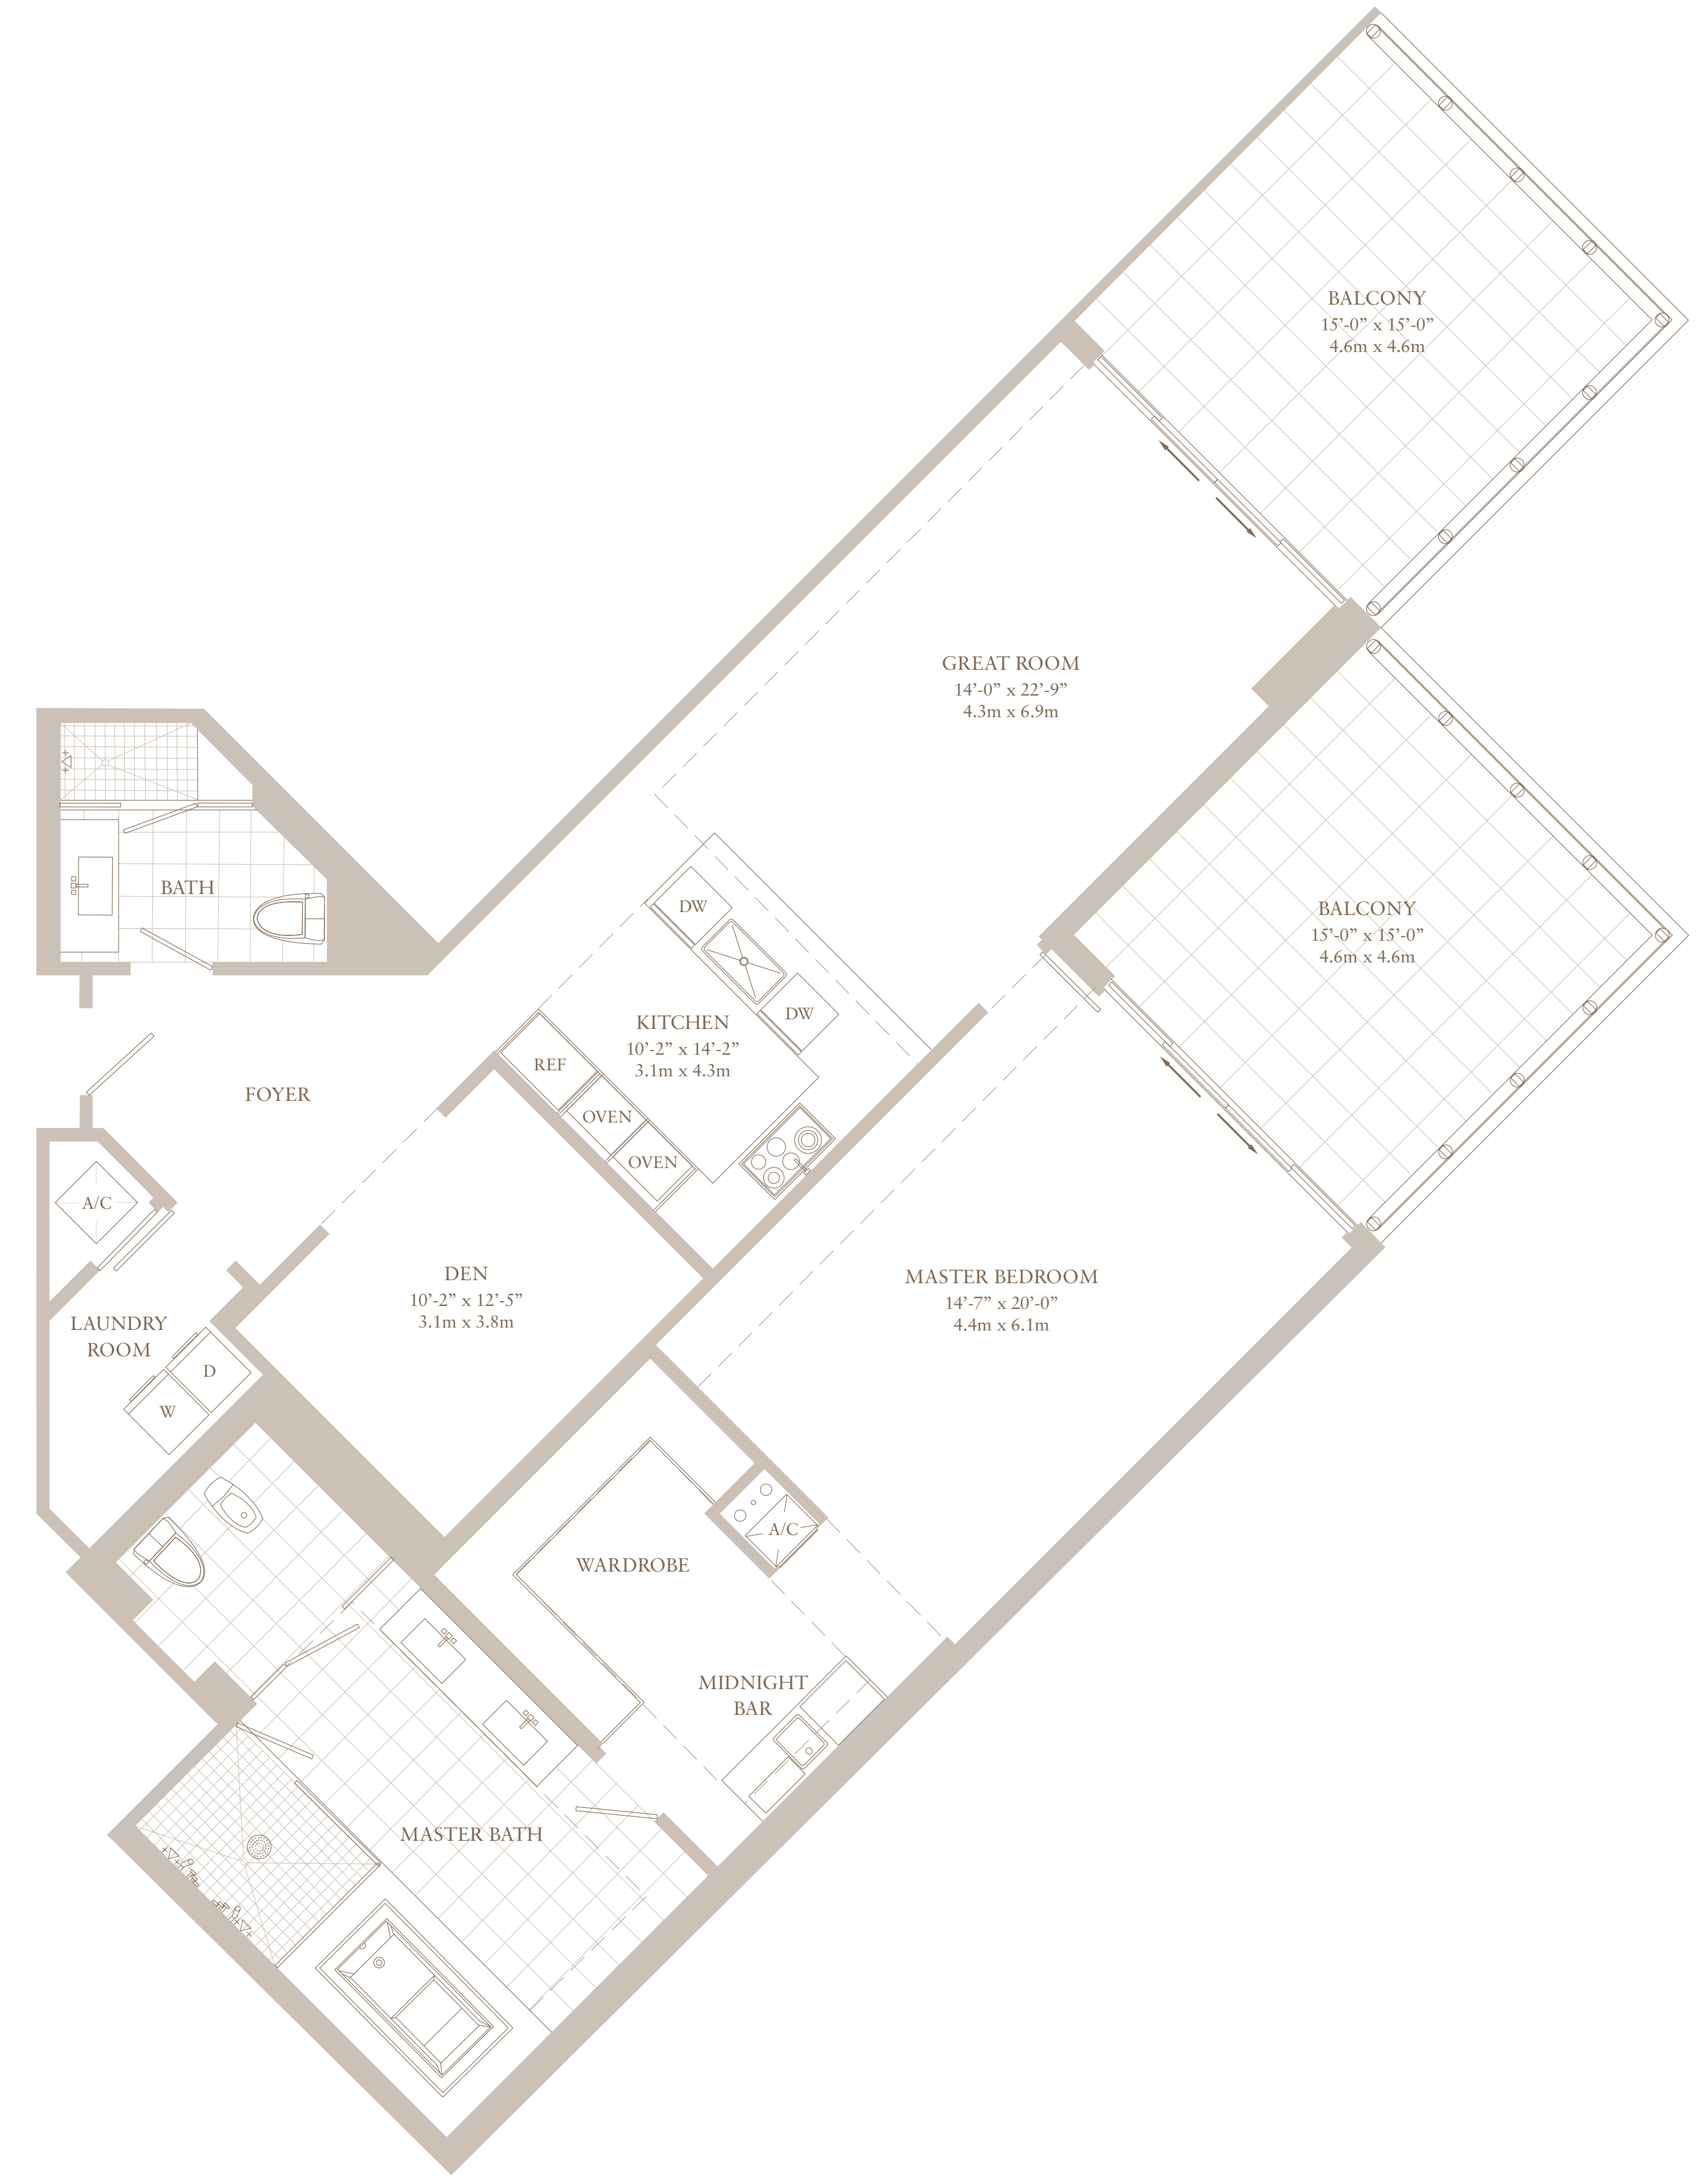 BALCONY
15’-0” x 15’-0”
4.6m x 4.6m
GREAT ROOM
14’-0” x 22’-9”
4.3m x 6.9m
BATH
DW
BALCONY
15’-0” x 15’-0”
4.6m x 4.6m
DW
KITCHEN
10’-2” x 14’-2”
3.1m x 4.3m
REF
OVEN
OVEN
FOYER
A/C
DEN
10’-2” x 12’-5”
3.1m x 3.8m
MASTER BEDROOM
14’-7” x 20’-0”
4.4m x 6.1m
LAUNDRY
ROOM
D
W
A/C
WARDROBE
MIDNIGHT
BAR
MASTER BATH